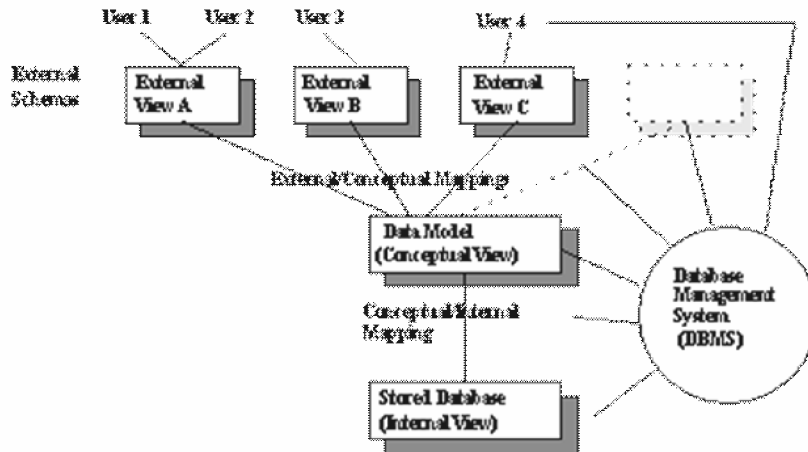 User 1
User 2
User 3
User 4
External
Schemas
External
View A
External
View B
External
View C
External/Conceptual Mappings
Data Model
(Conceptual View)
Database
Management
System
(DBMS)
Conceptual/Internal
Mapping
Stored Database
(Internal View)